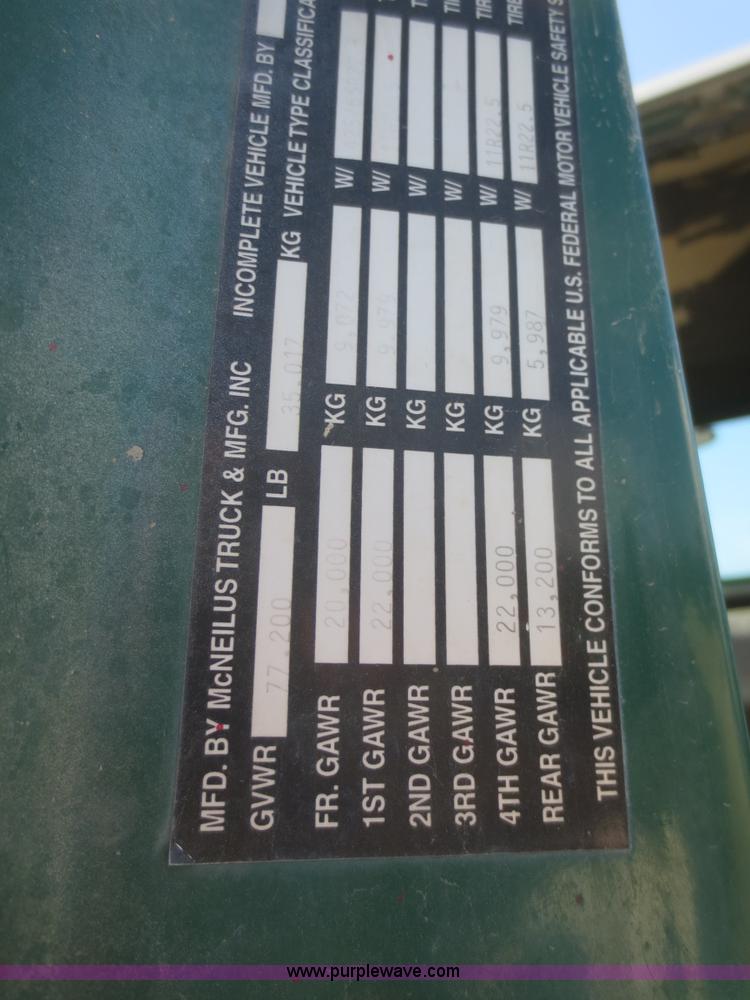 MFD. BY McNEILUS TRUCK & MFG. INC INCOMPLETE VEHICLE MFD. BY
GVWR 77,200 LB 35,017 KG VEHICLE TYPE CLASSIFICA
FR. GAWR 20,000 KG 9,072 W/
1ST GAWR 22,000 KG 9,979 W/
2ND GAWR KG W/
3RD GAWR KG W/
4TH GAWR 22,000 KG 9,979 W/ 11R22.5 TIR
REAR GAWR 13,200 KG 5,987 W/ 11R22.5 TIRE
THIS VEHICLE CONFORMS TO ALL APPLICABLE U.S. FEDERAL MOTOR VEHICLE SAFETY S
www.purplewave.com